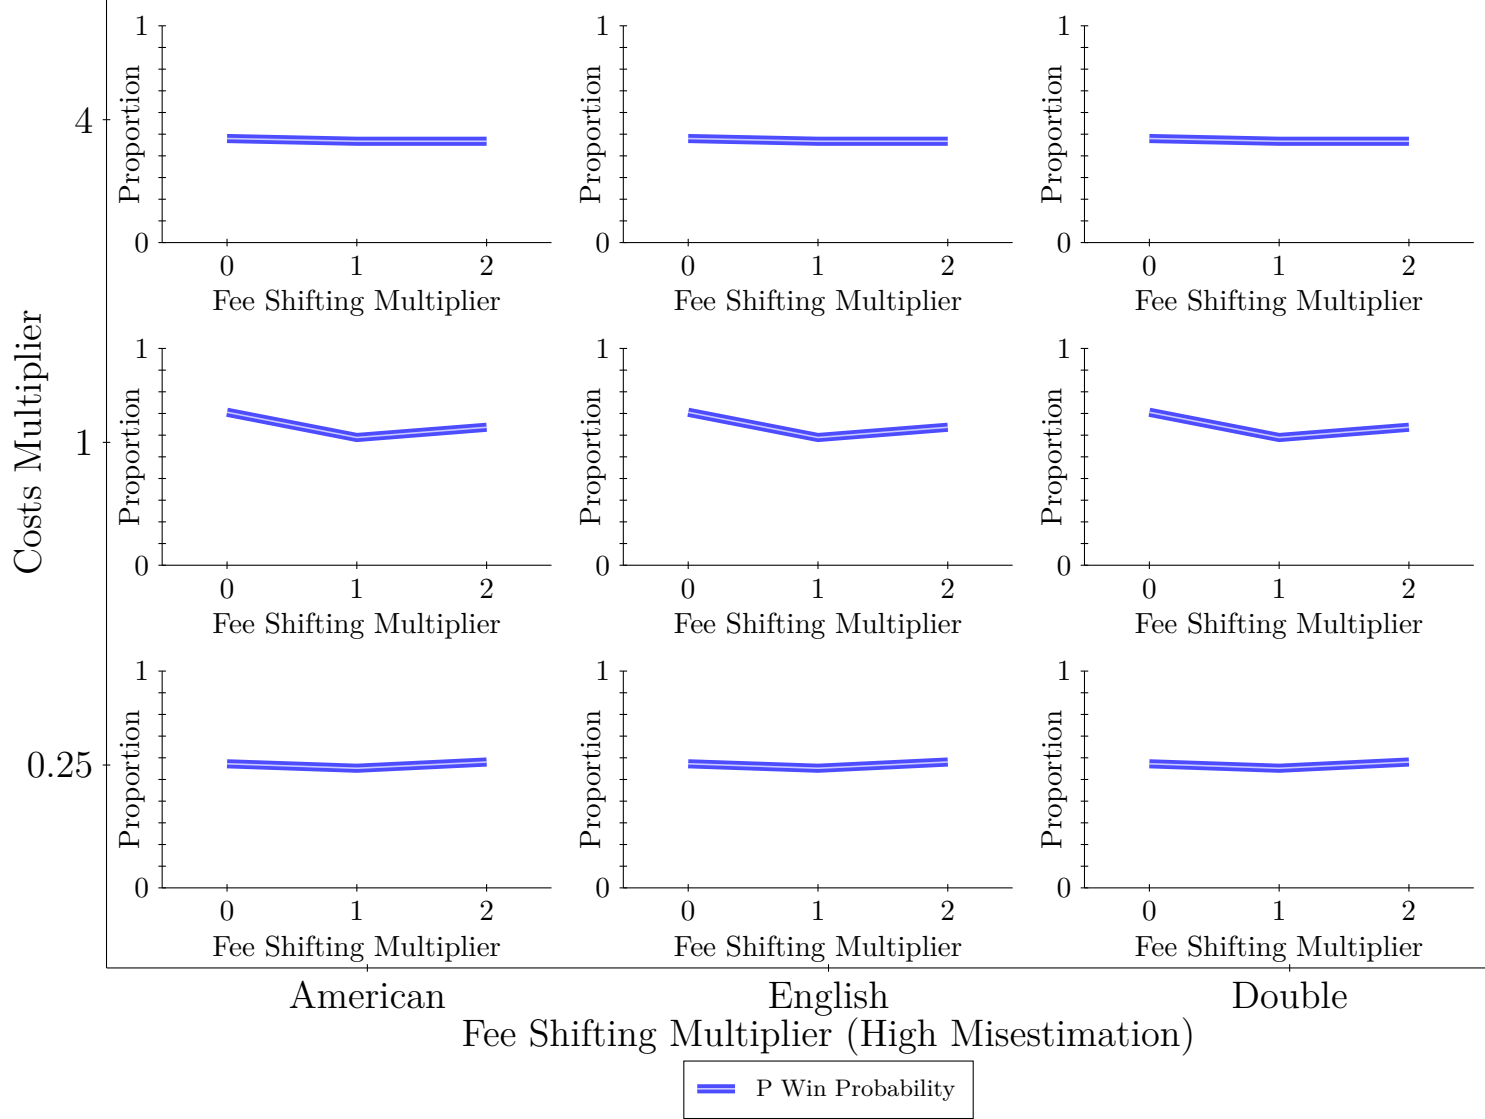 1
Proportion
0
0 1 2
Fee Shifting Multiplier
1
Proportion
0
0 1 2
Fee Shifting Multiplier
1
Proportion
0
0 1 2
Fee Shifting Multiplier
4
1
Proportion
0
0 1 2
Fee Shifting Multiplier
1
Proportion
0
0 1 2
Fee Shifting Multiplier
1
Proportion
0
0 1 2
Fee Shifting Multiplier
1
Costs Multiplier
1
Proportion
0
0 1 2
Fee Shifting Multiplier
1
Proportion
0
0 1 2
Fee Shifting Multiplier
1
Proportion
0
0 1 2
Fee Shifting Multiplier
0.25
American English Double
Fee Shifting Multiplier (High Misestimation)
P Win Probability